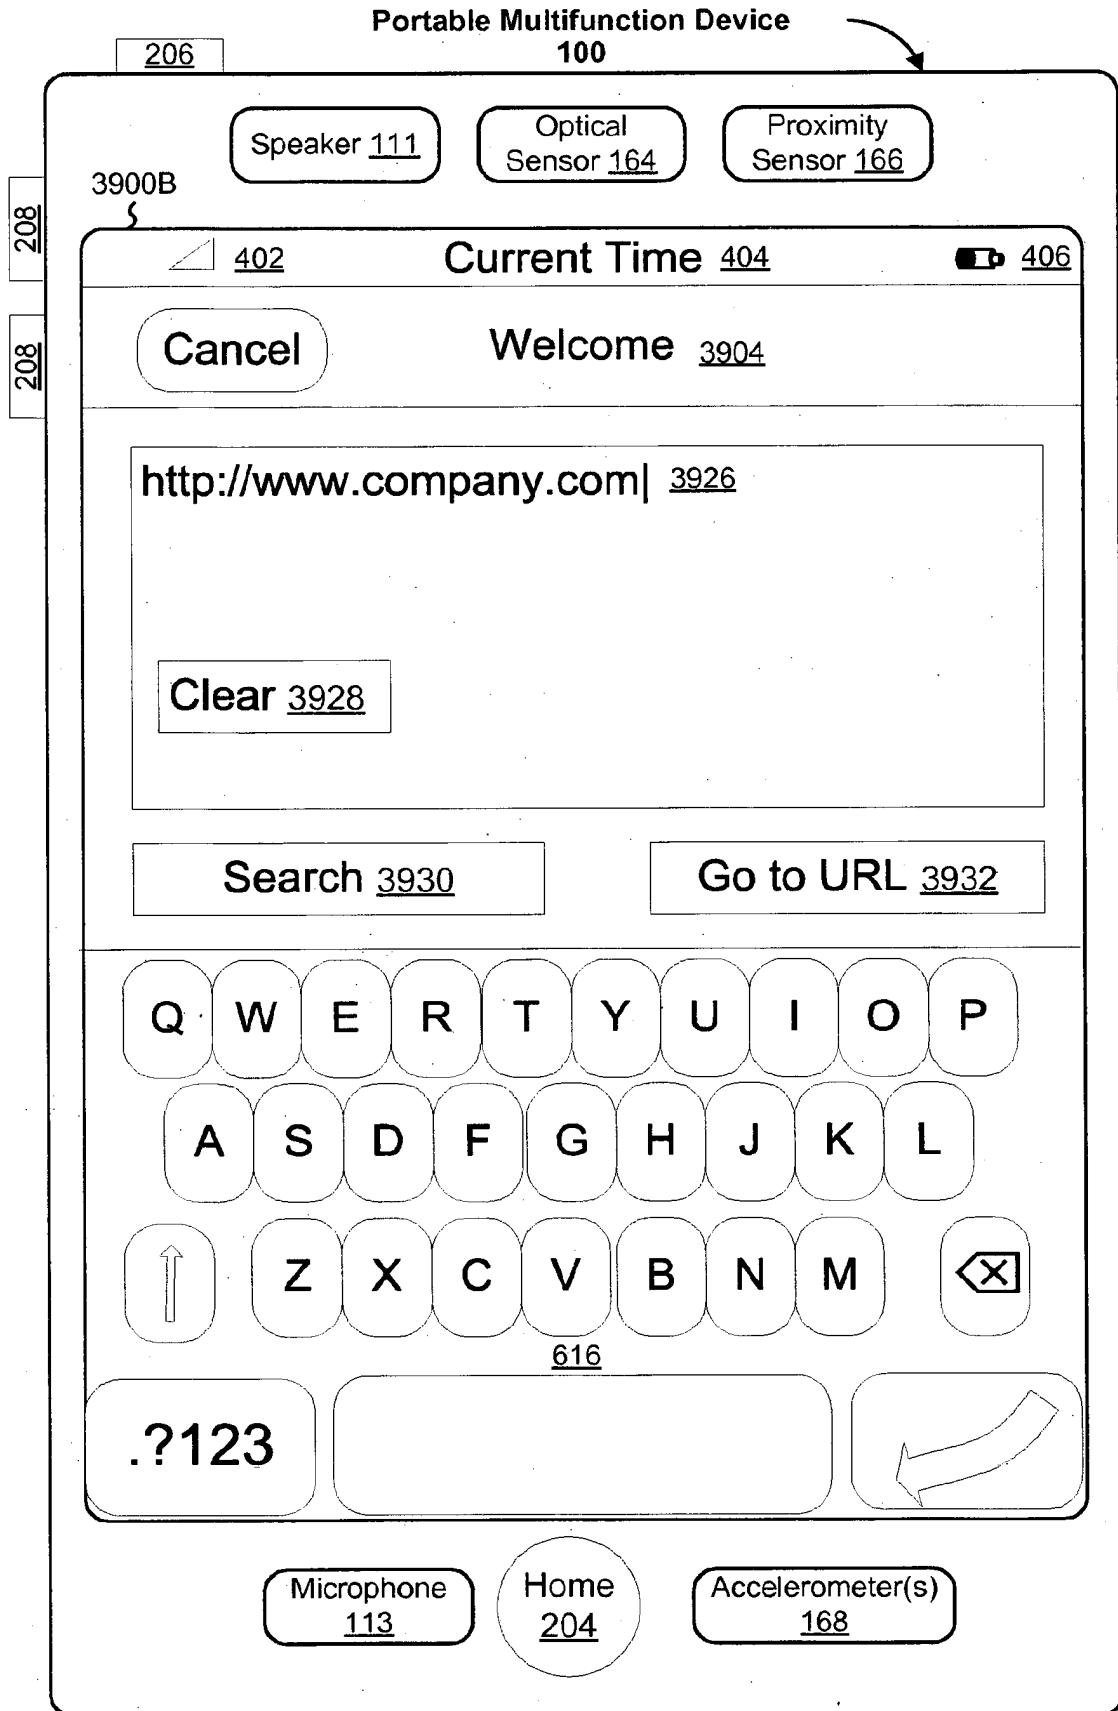 Portable Multifunction Device
100
206
Speaker 111
Optical
Sensor 164
Proximity
Sensor 166
3900B
208
208
402
Current Time 404
406
Cancel
Welcome 3904
http://www.company.com| 3926
Clear 3928
Search 3930
Go to URL 3932
Q W E R T Y U I O P
A S D F G H J K L
Z X C V B N M
616
.?123
Microphone
113
Home
204
Accelerometer(s)
168